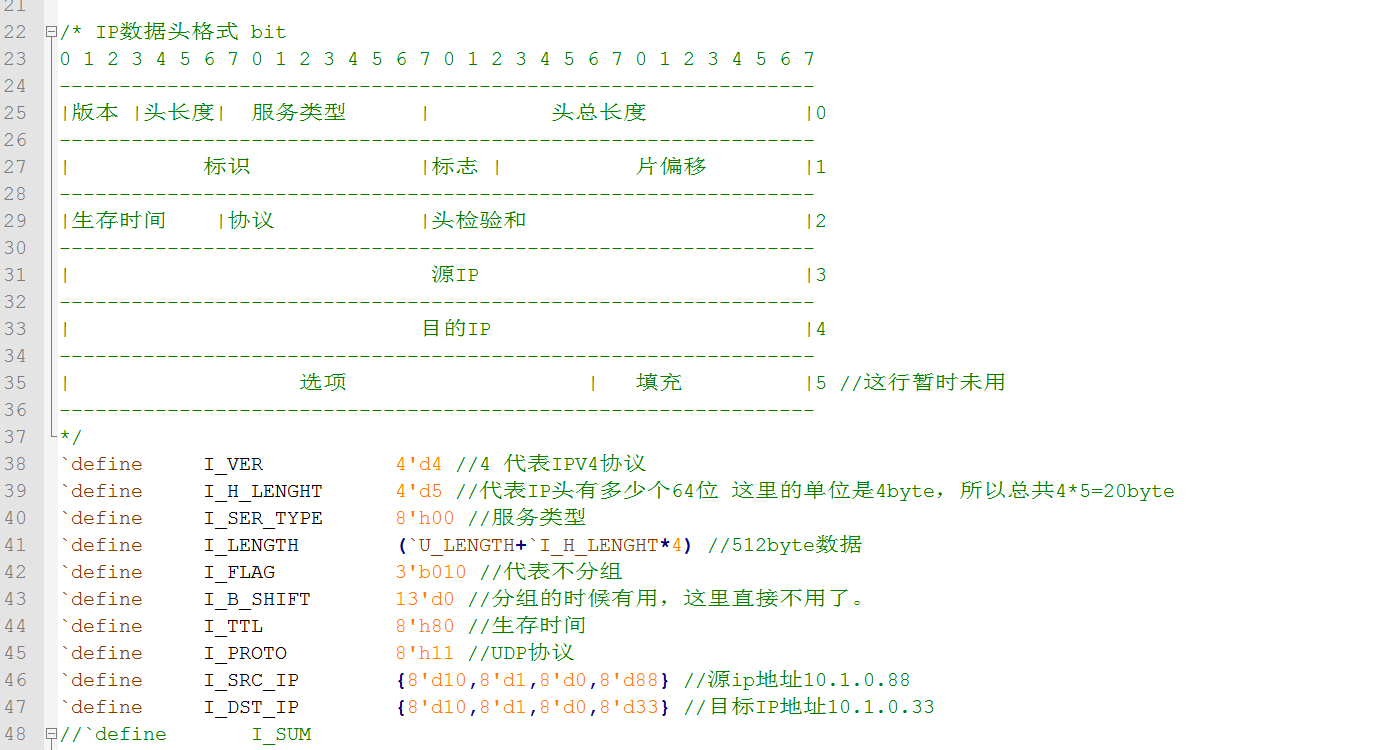 21
22 /* IP数据头格式 bit
23 0 1 2 3 4 5 6 7 0 1 2 3 4 5 6 7 0 1 2 3 4 5 6 7 0 1 2 3 4 5 6 7
24 ---------------------------------------------------------------
25 |版本 |头长度|  服务类型      |          头总长度             |0
26 ---------------------------------------------------------------
27 |           标识              |标志 |           片偏移        |1
28 ---------------------------------------------------------------
29 |生存时间    |协议            |头检验和                       |2
30 ---------------------------------------------------------------
31 |                              源IP                           |3
32 ---------------------------------------------------------------
33 |                             目的IP                          |4
34 ---------------------------------------------------------------
35 |                   选项                    |   填充          |5 //这行暂时未用
36 ---------------------------------------------------------------
37 */
38 `define     I_VER           4'd4 //4 代表IPV4协议
39 `define     I_H_LENGHT      4'd5 //代表IP头有多少个64位 这里的单位是4byte，所以总共4*5=20byte
40 `define     I_SER_TYPE      8'h00 //服务类型
41 `define     I_LENGTH        (`U_LENGTH+`I_H_LENGHT*4) //512byte数据
42 `define     I_FLAG          3'b010 //代表不分组
43 `define     I_B_SHIFT       13'd0 //分组的时候有用，这里直接不用了。
44 `define     I_TTL           8'h80 //生存时间
45 `define     I_PROTO         8'h11 //UDP协议
46 `define     I_SRC_IP        {8'd10,8'd1,8'd0,8'd88} //源ip地址10.1.0.88
47 `define     I_DST_IP        {8'd10,8'd1,8'd0,8'd33} //目标IP地址10.1.0.33
48 //`define       I_SUM